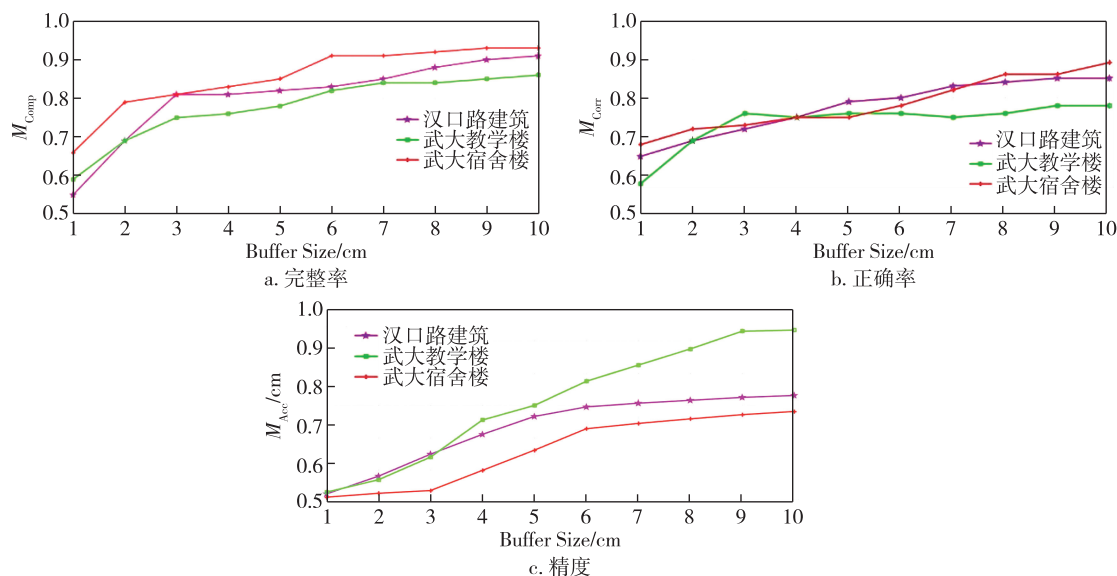 1.0
0.9
0.8
0.7
0.6
0.5
M_Comp
汉口路建筑
武大教学楼
武大宿舍楼
1 2 3 4 5 6 7 8 9 10
Buffer Size/cm
a. 完整率
1.0
0.9
0.8
0.7
0.6
0.5
M_Corr
汉口路建筑
武大教学楼
武大宿舍楼
1 2 3 4 5 6 7 8 9 10
Buffer Size/cm
b. 正确率
1.0
0.9
0.8
0.7
0.6
0.5
M_Acc/cm
汉口路建筑
武大教学楼
武大宿舍楼
1 2 3 4 5 6 7 8 9 10
Buffer Size/cm
c. 精度